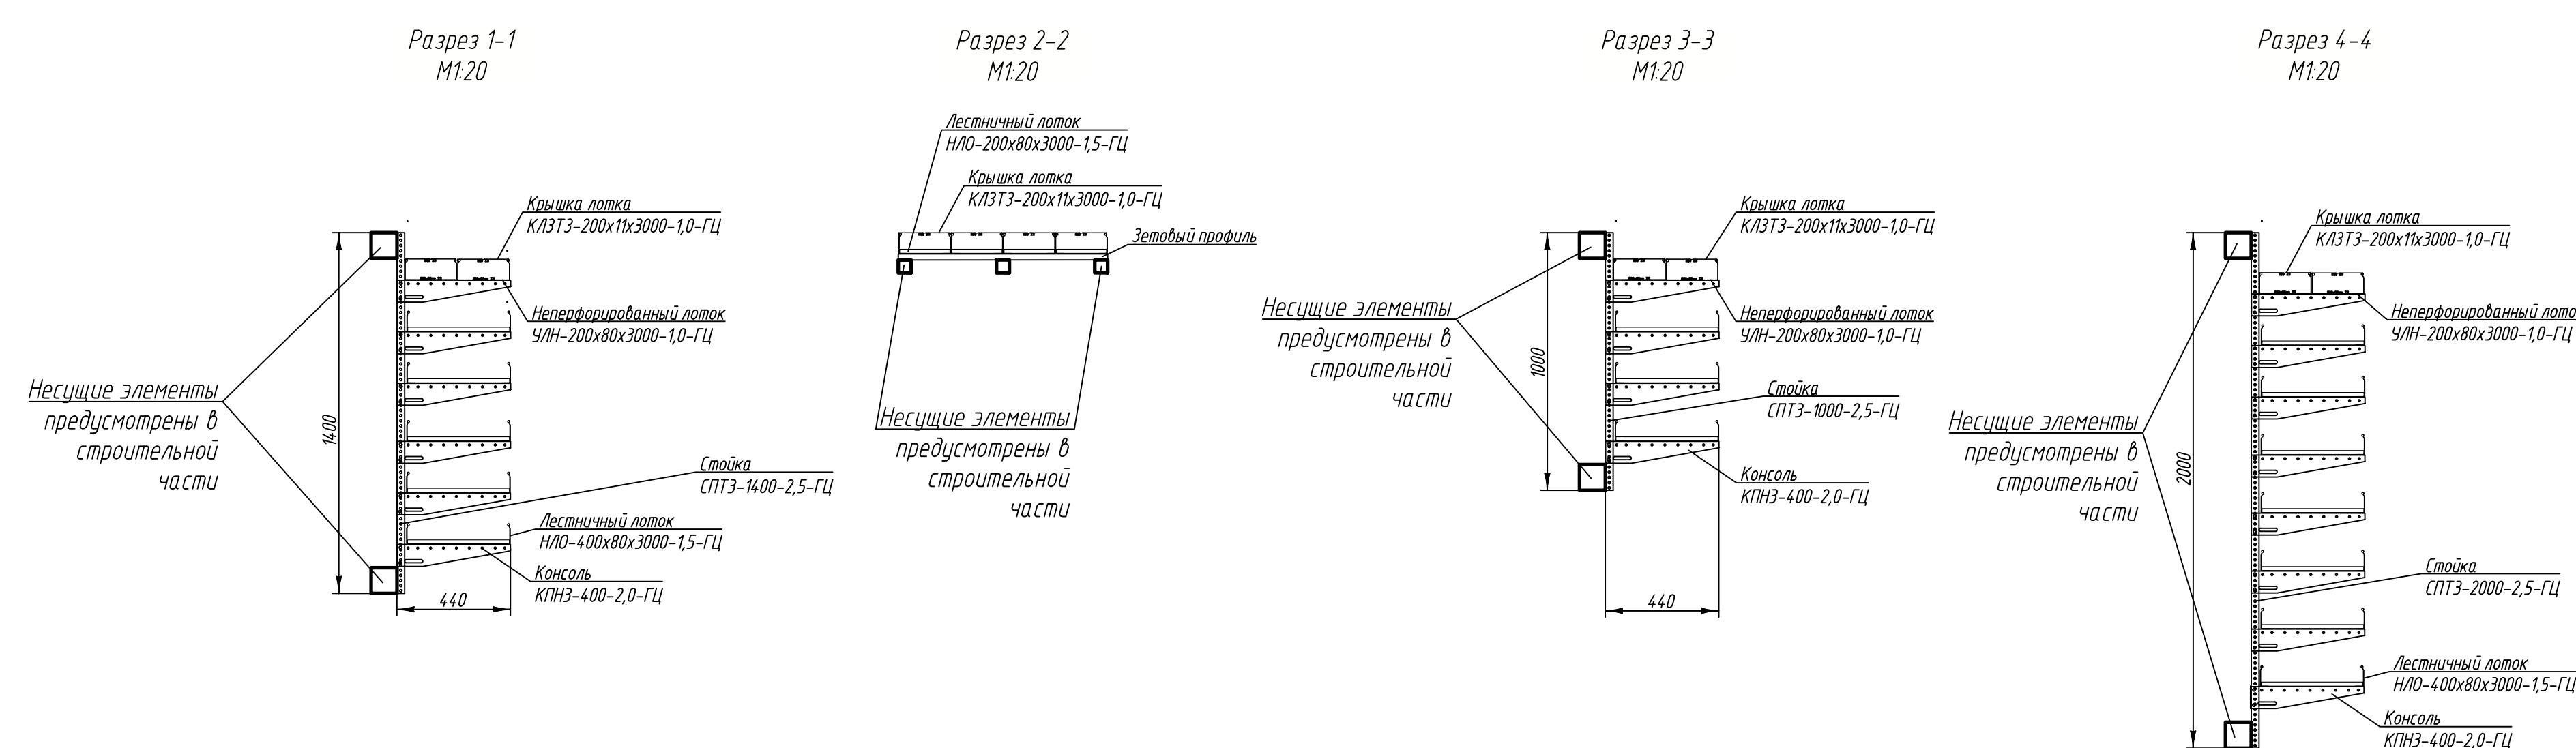 Разрез 1-1
М1:20
Крышка лотка
КЛЗТЗ-200х11х3000-1,0-ГЦ
Неперфорированный лоток
УЛН-200х80х3000-1,0-ГЦ
Несущие элементы
предусмотрены в
строительной
части
1400
Стойка
СПТЗ-1400-2,5-ГЦ
Лестничный лоток
НЛО-400х80х3000-1,5-ГЦ
Консоль
КПНЗ-400-2,0-ГЦ
440
Разрез 2-2
М1:20
Лестничный лоток
НЛО-200х80х3000-1,5-ГЦ
Крышка лотка
КЛЗТЗ-200х11х3000-1,0-ГЦ
Зетовый профиль
Несущие элементы
предусмотрены в
строительной
части
Разрез 3-3
М1:20
Крышка лотка
КЛЗТЗ-200х11х3000-1,0-ГЦ
Неперфорированный лоток
УЛН-200х80х3000-1,0-ГЦ
Несущие элементы
предусмотрены в
строительной
части
1000
Стойка
СПТЗ-1000-2,5-ГЦ
Консоль
КПНЗ-400-2,0-ГЦ
440
Разрез 4-4
М1:20
Крышка лотка
КЛЗТЗ-200х11х3000-1,0-ГЦ
Неперфорированный лото
УЛН-200х80х3000-1,0-ГЦ
Несущие элементы
предусмотрены в
строительной
части
2000
Стойка
СПТЗ-2000-2,5-ГЦ
Лестничный лоток
НЛО-400х80х3000-1,5-ГЦ
Консоль
КПНЗ-400-2,0-ГЦ